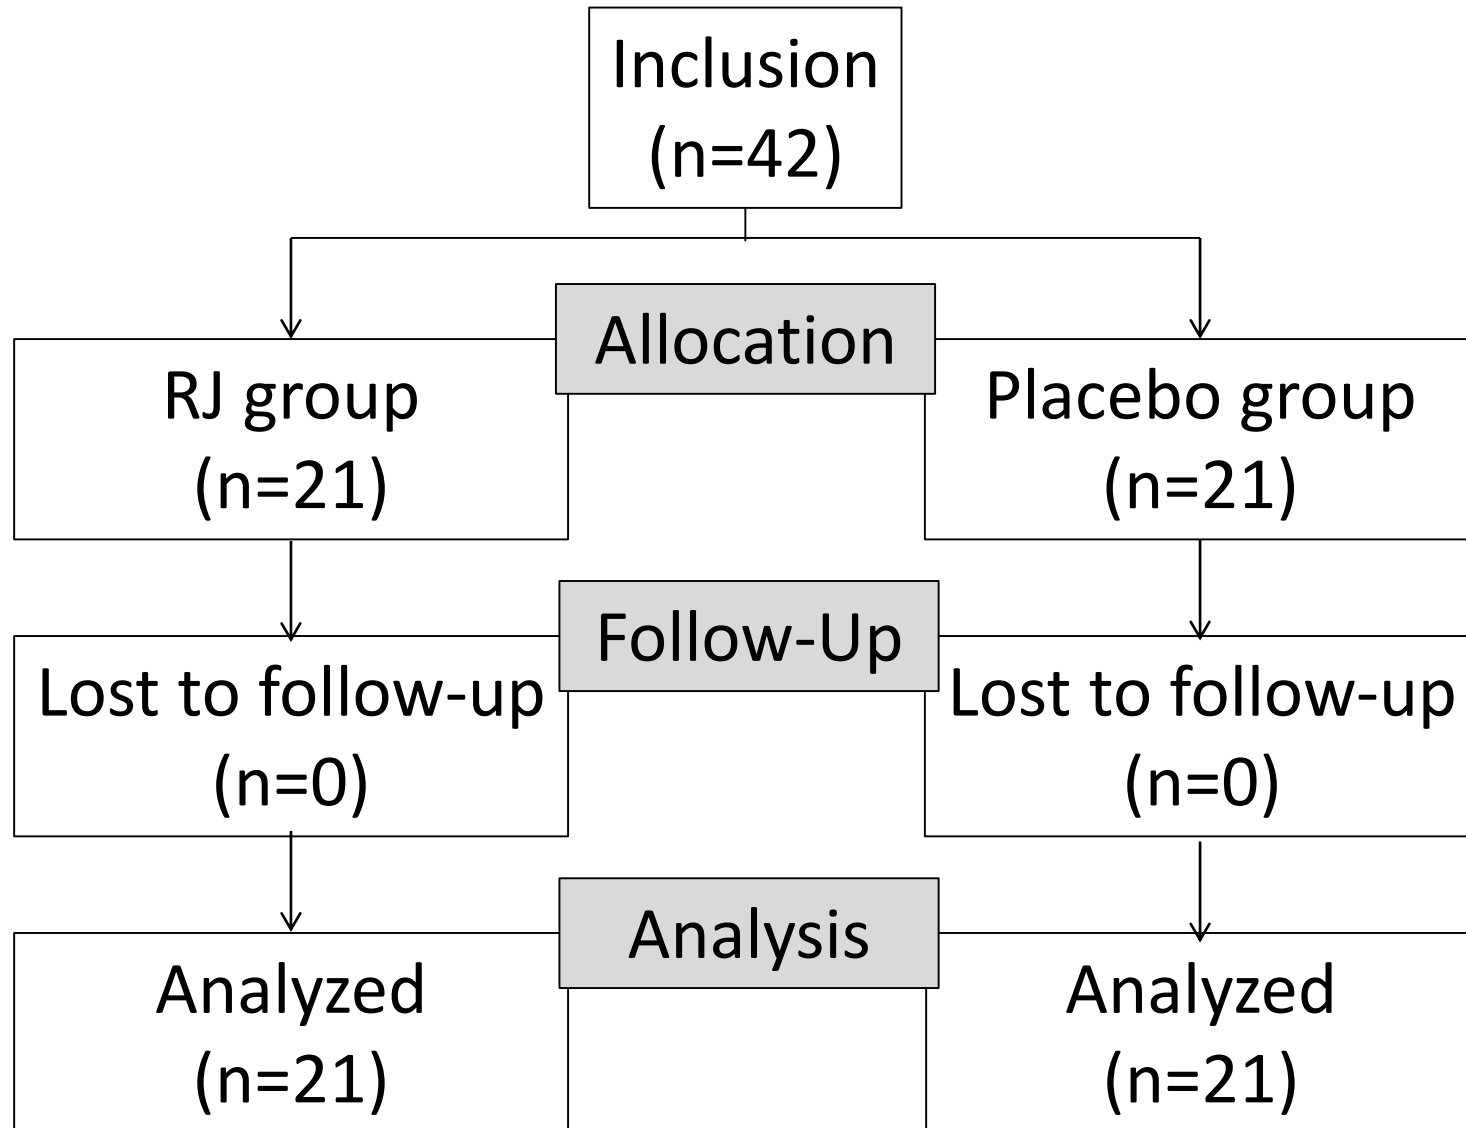 Inclusion
(n=42)
Allocation
RJ group
(n=21)
Placebo group
(n=21)
Follow-Up
Lost to follow-up
(n=0)
Lost to follow-up
(n=0)
Analysis
Analyzed
(n=21)
Analyzed
(n=21)